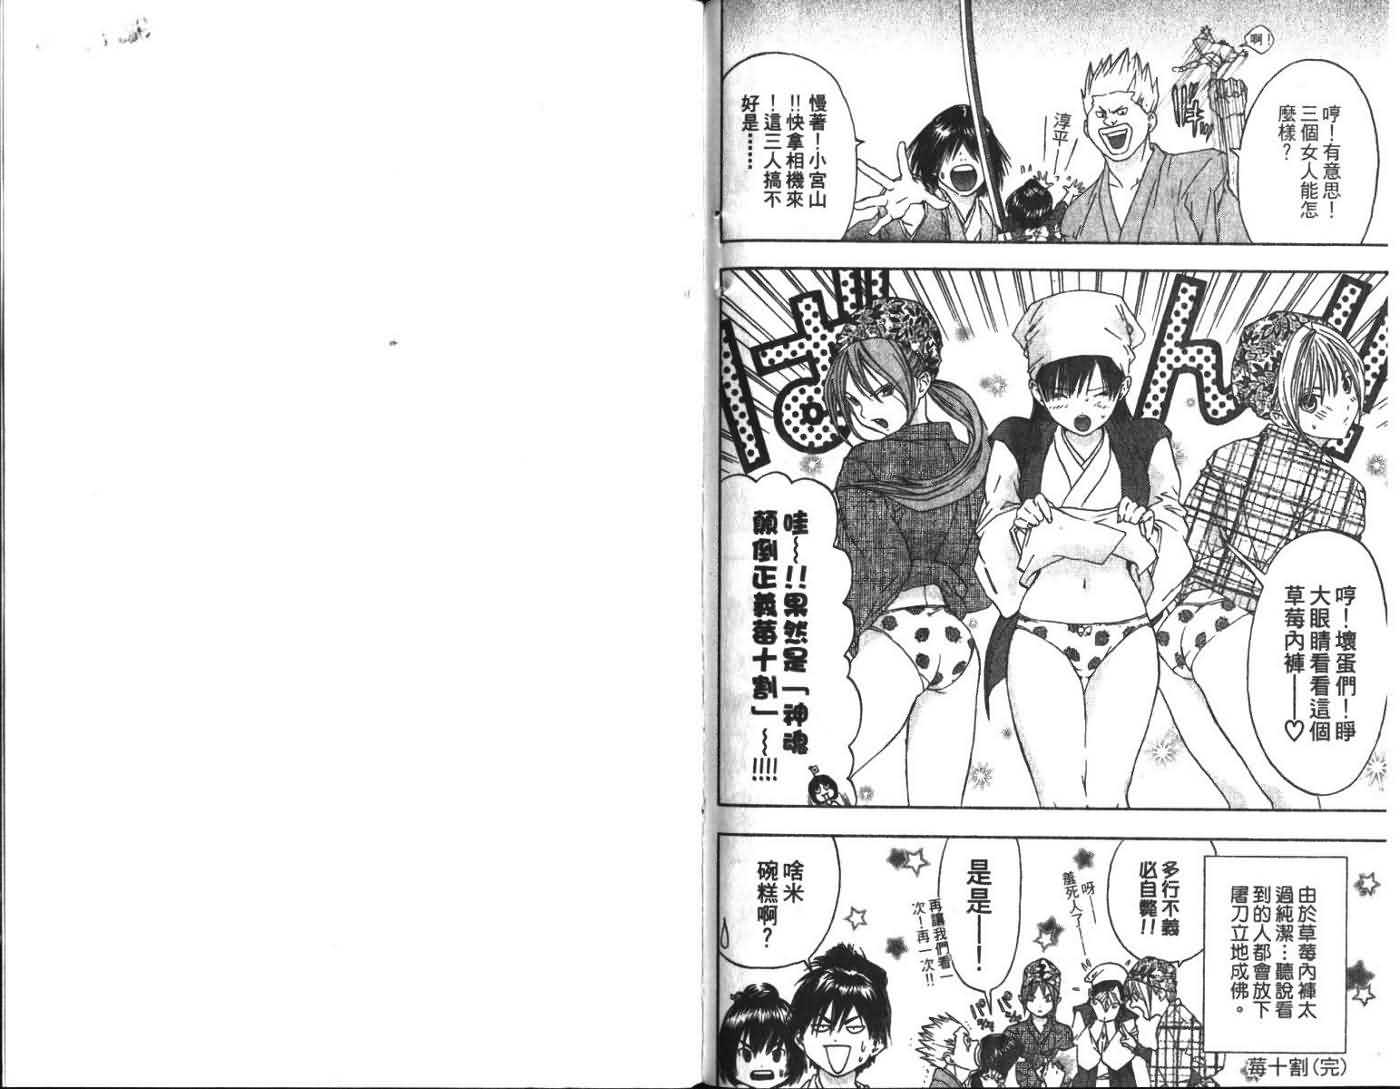 啊！
哼！有意思！
三個女人能怎
麼樣？
淳平—
慢著！小宮山
!!快拿相機來
！這三人搞不
好是……
ばんっ
哼！壞蛋們！睜
大眼睛看看這個
草莓內褲——♡
哇～!!果然是「神魂
顛倒正義莓十割」～!!!!
由於草莓內褲太
過純潔…聽說看
到的人都會放下
屠刀立地成佛。
多行不義
必自斃!!
呀——
羞死人了——
是是—！
再讓我們看一
次！再一次!!
啥米
碗糕啊？
莓十割(完)